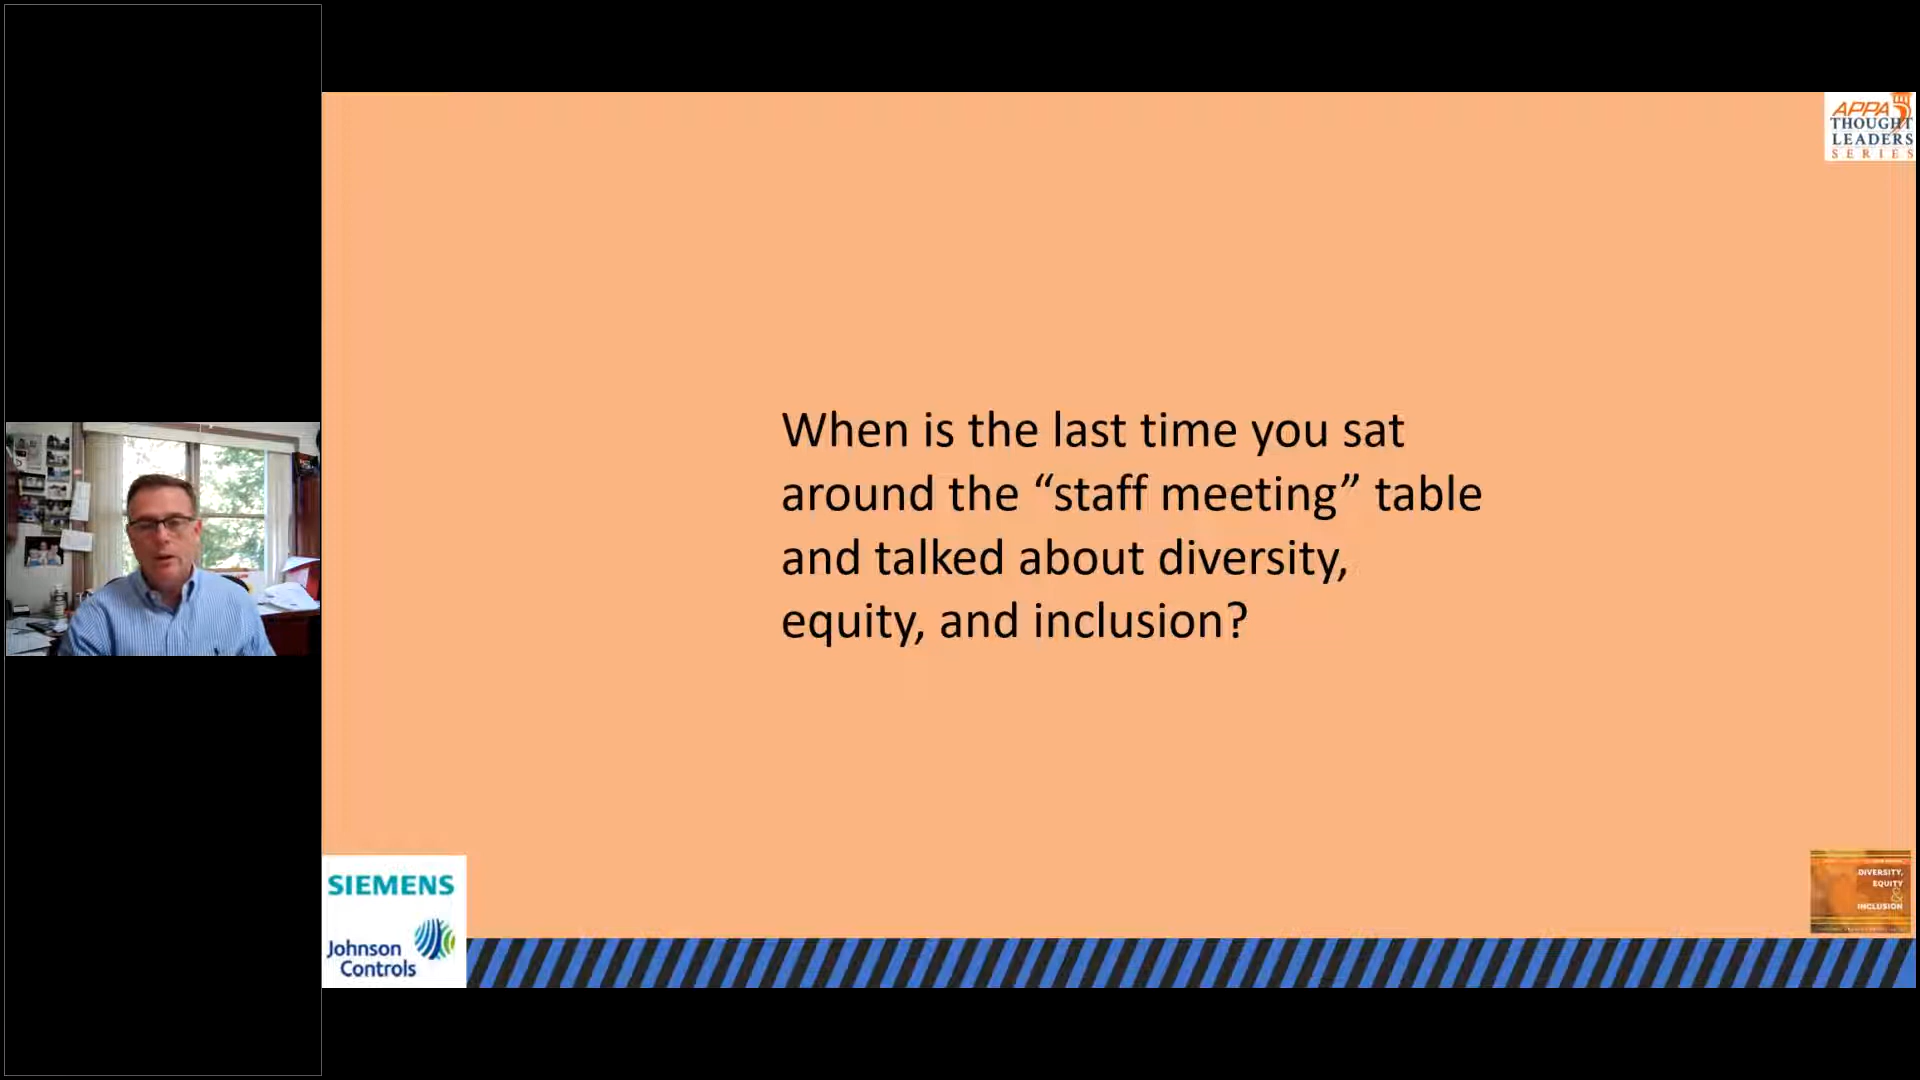 APPA
THOUGHT
LEADERS
SERIES
When is the last time you sat
around the “staff meeting” table
and talked about diversity,
equity, and inclusion?
SIEMENS
Johnson
Controls
DIVERSITY,
EQUITY
&
INCLUSION